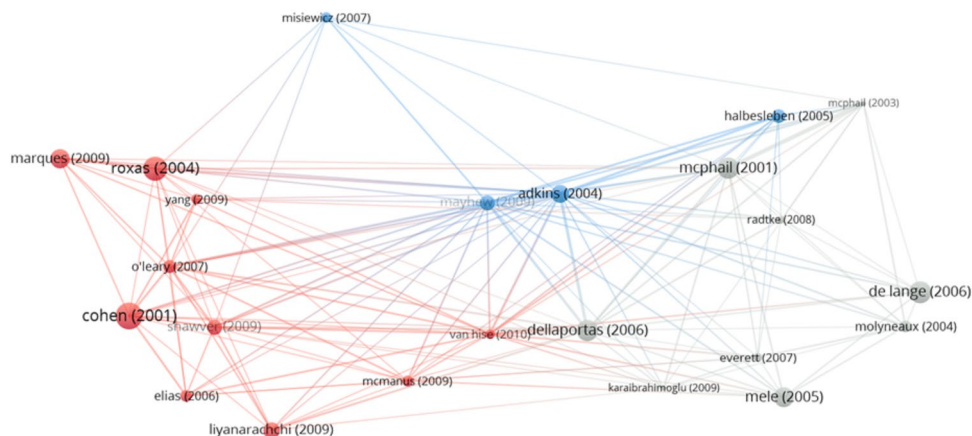 misiewicz (2007)
mcphail (2003)
halbesleben (2005)
marques (2009)
roxas (2004)
mcphail (2001)
yang (2009)
adkins (2004)
radtke (2008)
o'leary (2007)
de lange (2006)
cohen (2001)
shawver (2009)
van hise (2010)
dellaportas (2006)
molyneaux (2004)
everett (2007)
mcmanus (2009)
karaibrahimoglu (2009)
elias (2006)
mele (2005)
liyanarachchi (2009)